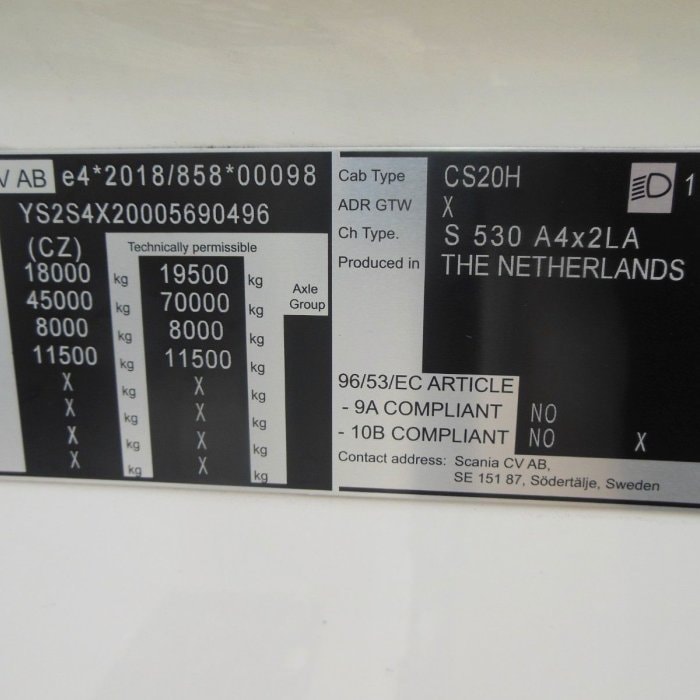 V AB e4*2018/858*00098
YS2S4X20005690496
(CZ) Technically permissible
18000 kg 19500 kg
45000 kg 70000 kg
8000 kg 8000 kg
11500 kg 11500 kg
X kg X kg
X kg X kg
X kg X kg
X kg X kg
Axle
Group
Cab Type CS20H 1
ADR GTW X
Ch Type. S 530 A4x2LA
Produced in THE NETHERLANDS
96/53/EC ARTICLE
- 9A COMPLIANT NO
- 10B COMPLIANT NO X
Contact address: Scania CV AB,
SE 151 87, Södertälje, Sweden